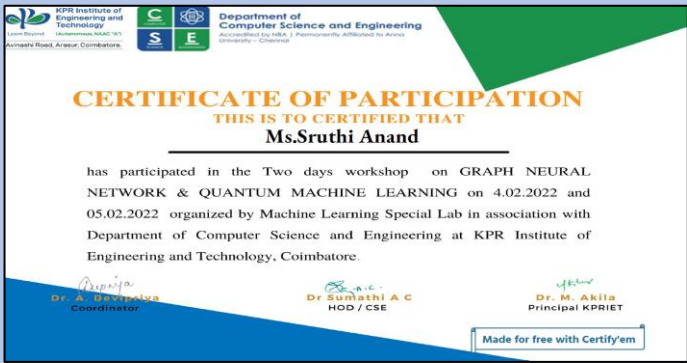 KPR Institute of
Engineering and
Technology
Learn Beyond (Autonomous, NAAC "A")
Avinashi Road, Arasur, Coimbatore.
C
COMPUTER
S
E
Department of
Computer Science and Engineering
Accredited by NBA | Permanently Affiliated to Anna
University – Chennai
CERTIFICATE OF PARTICIPATION
THIS IS TO CERTIFIED THAT
Ms.Sruthi Anand
has participated in the Two days workshop on GRAPH NEURAL
NETWORK & QUANTUM MACHINE LEARNING on 4.02.2022 and
05.02.2022 organized by Machine Learning Special Lab in association with
Department of Computer Science and Engineering at KPR Institute of
Engineering and Technology, Coimbatore.
Dr. A. Devipriya
Coordinator
Dr Sumathi A C
HOD / CSE
Dr. M. Akila
Principal KPRIET
Made for free with Certify'em